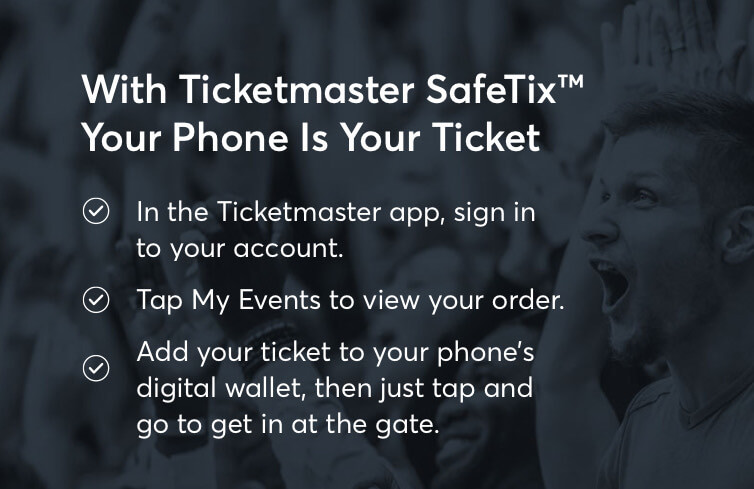 With Ticketmaster SafeTix™
Your Phone Is Your Ticket
In the Ticketmaster app, sign in
to your account.
Tap My Events to view your order.
Add your ticket to your phone's
digital wallet, then just tap and
go to get in at the gate.